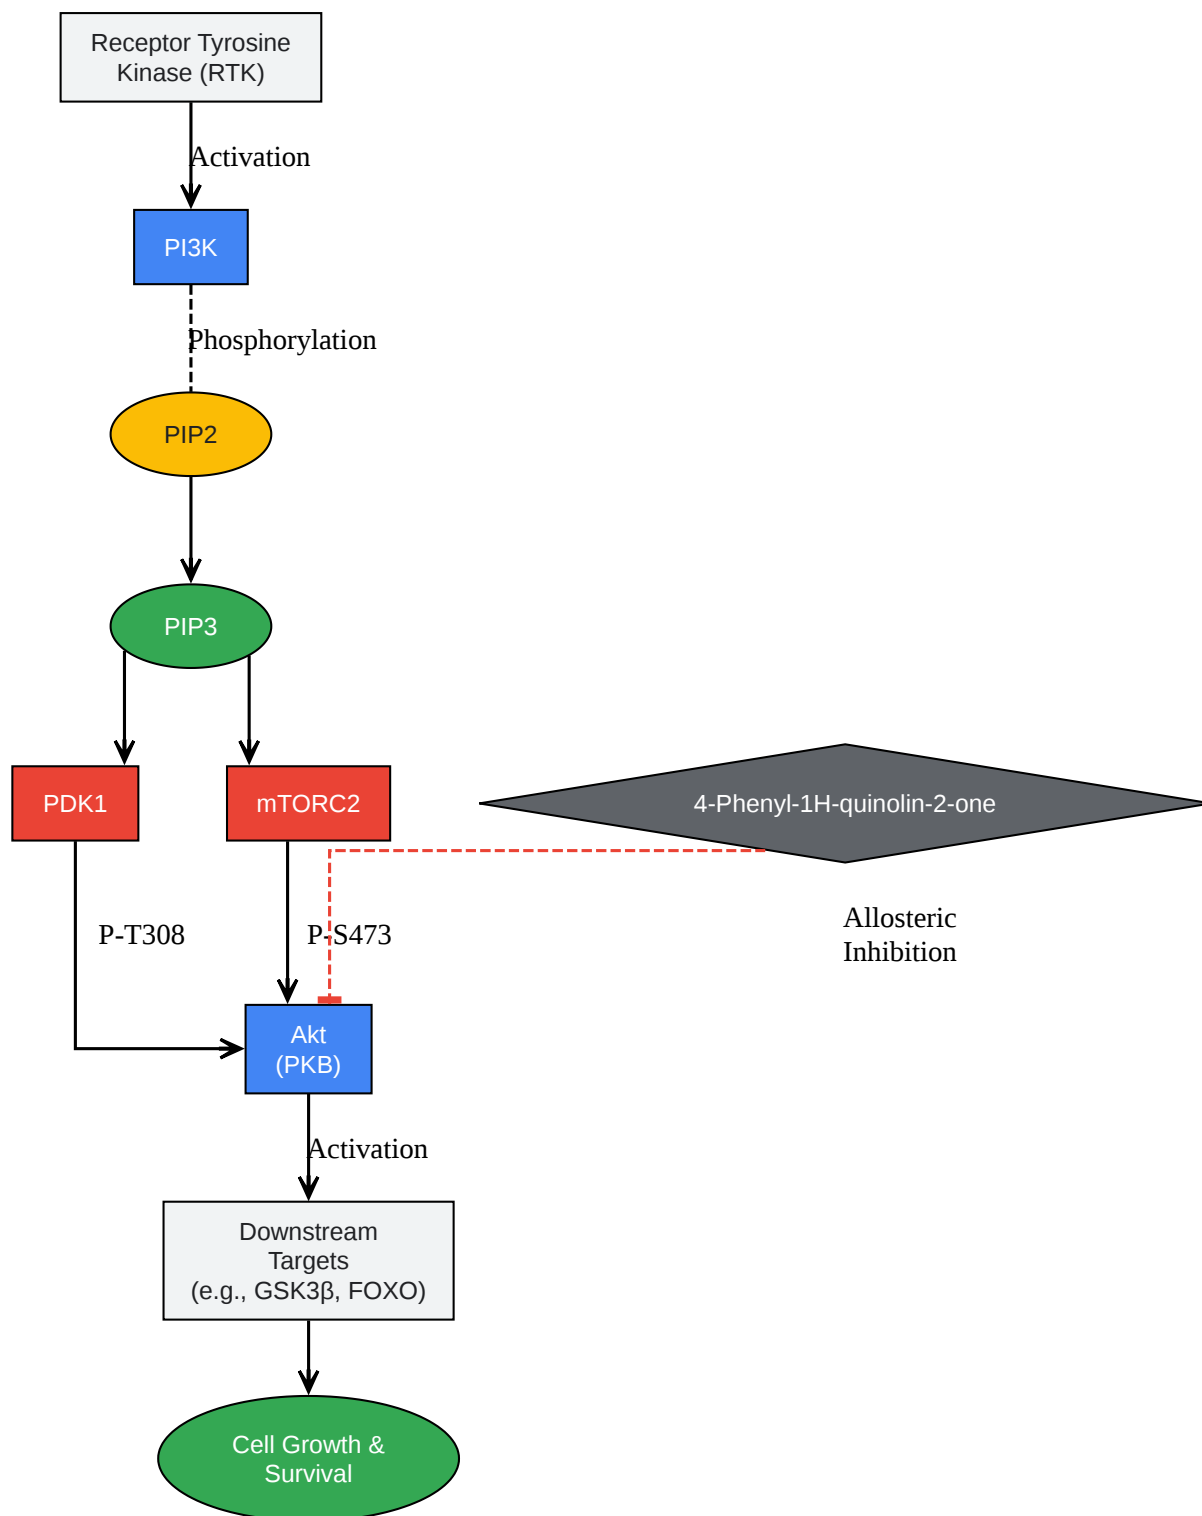 Receptor Tyrosine
Kinase (RTK)
Activation
PI3K
Phosphorylation
PIP2
PIP3
PDK1
mTORC2
4-Phenyl-1H-quinolin-2-one
P-T308
P-S473
Allosteric
Inhibition
Akt
(PKB)
Activation
Downstream
Targets
(e.g., GSK3β, FOXO)
Cell Growth &
Survival